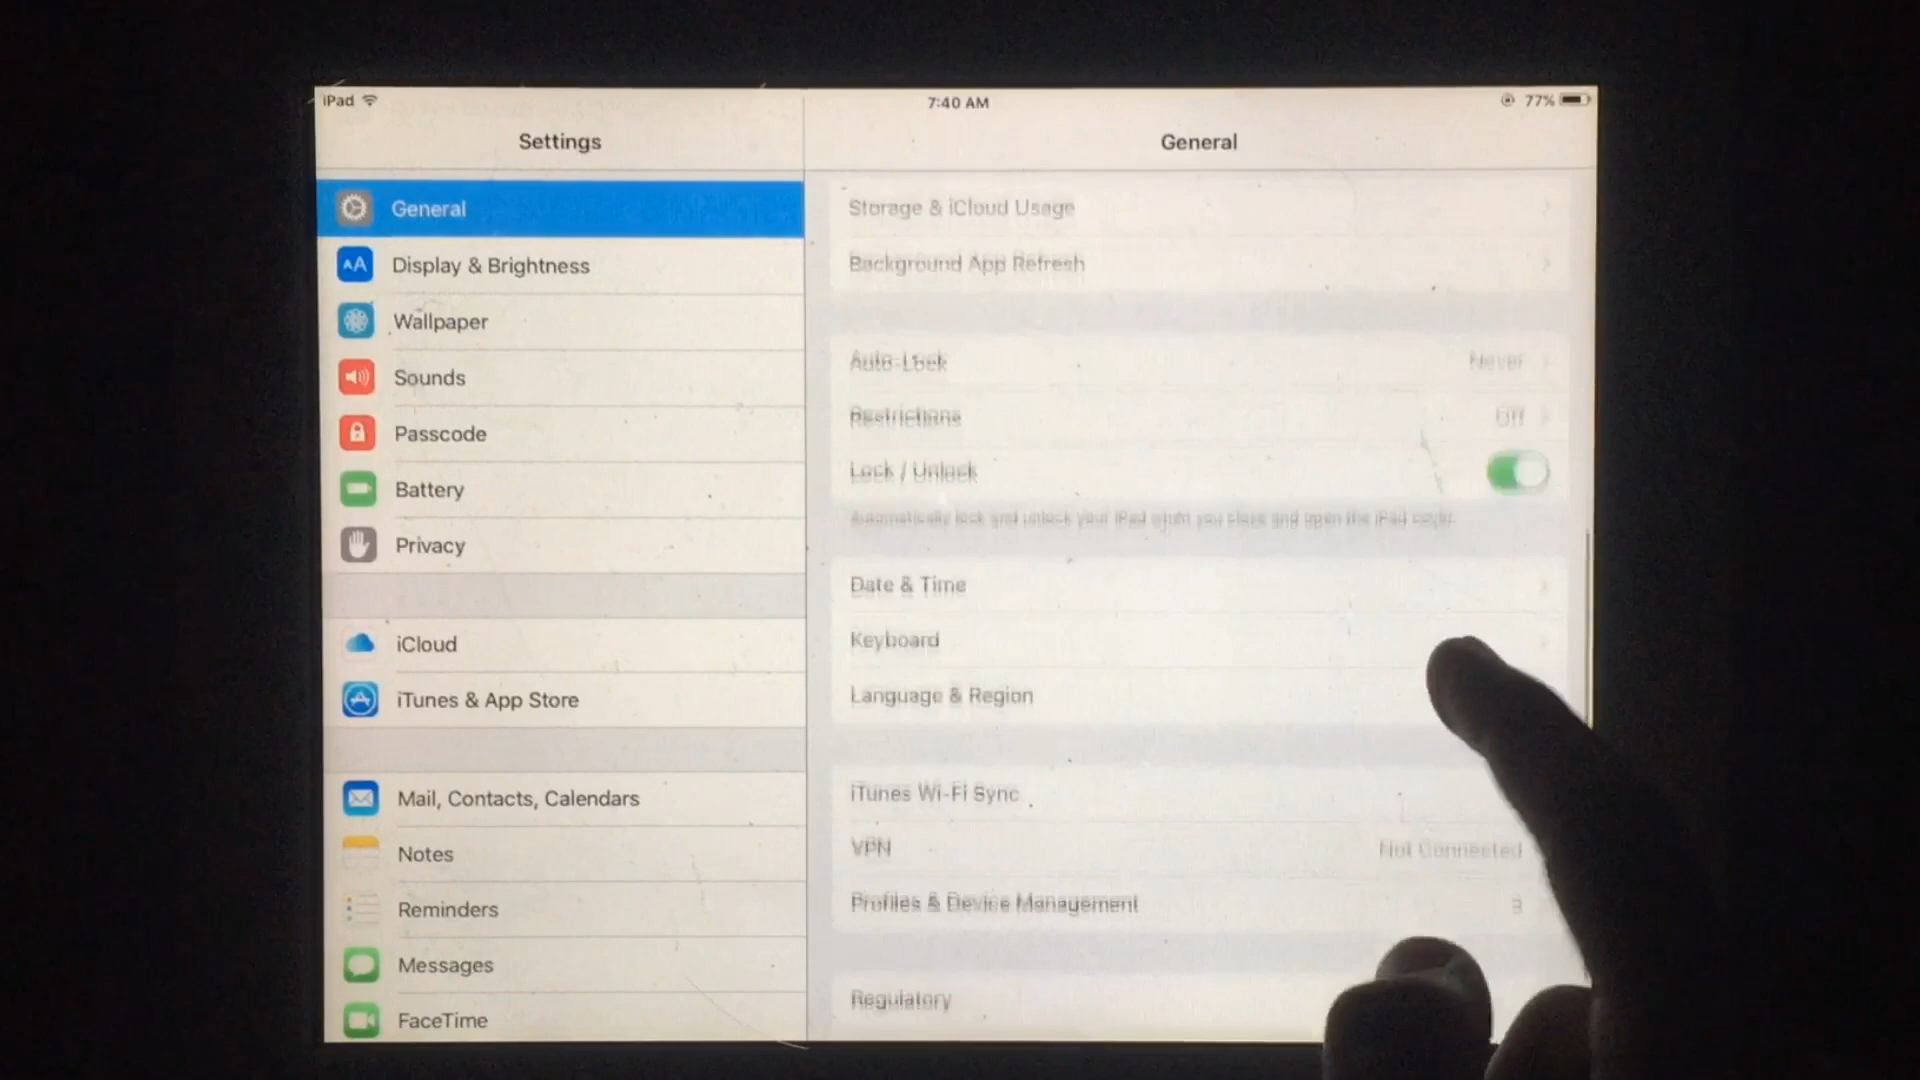 iPad
7:40 AM
77%
Settings
General
General
Display & Brightness
Wallpaper
Sounds
Passcode
Battery
Privacy
iCloud
iTunes & App Store
Mail, Contacts, Calendars
Notes
Reminders
Messages
FaceTime
Storage & iCloud Usage
Background App Refresh
Auto-Lock Never
Restrictions Off
Lock / Unlock
Automatically lock and unlock your iPad when you close and open the iPad cover.
Date & Time
Keyboard
Language & Region
iTunes Wi-Fi Sync
VPN Not Connected
Profiles & Device Management 3
Regulatory